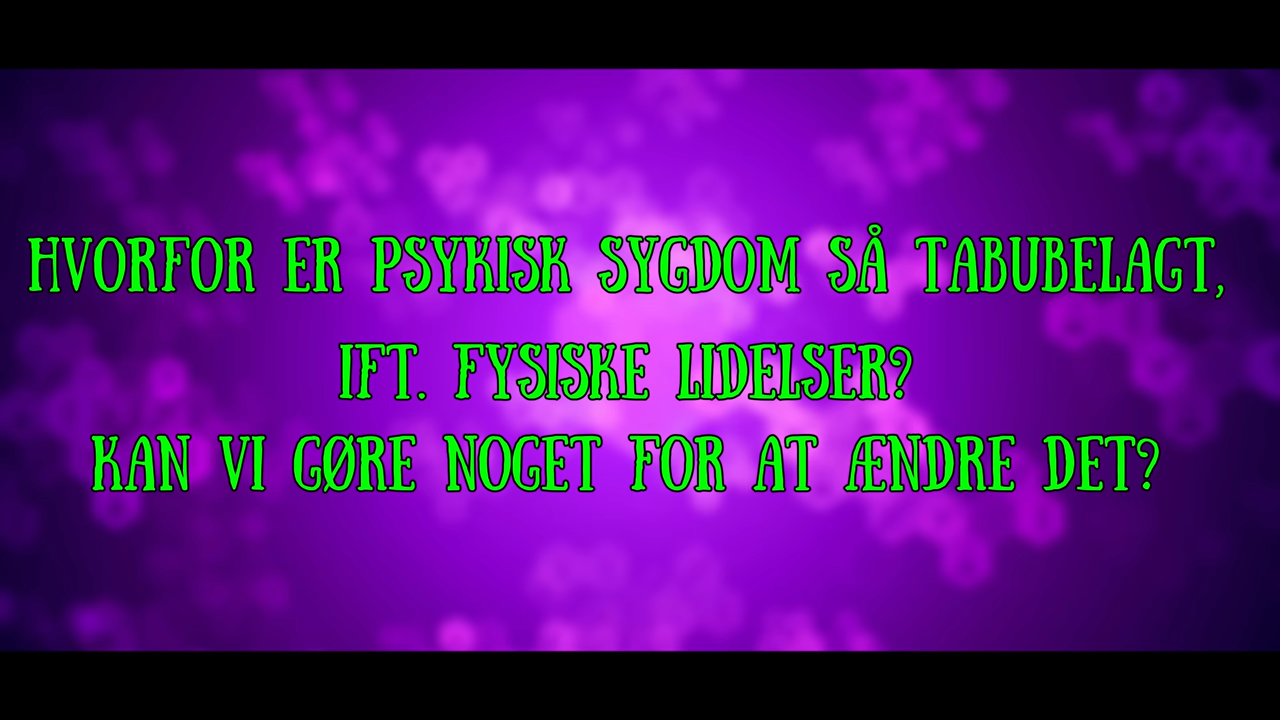 HVORFOR ER PSYKISK SYGDOM SÅ TABUBELAGT,
IFT. FYSISKE LIDELSER?
KAN VI GØRE NOGET FOR AT ÆNDRE DET?